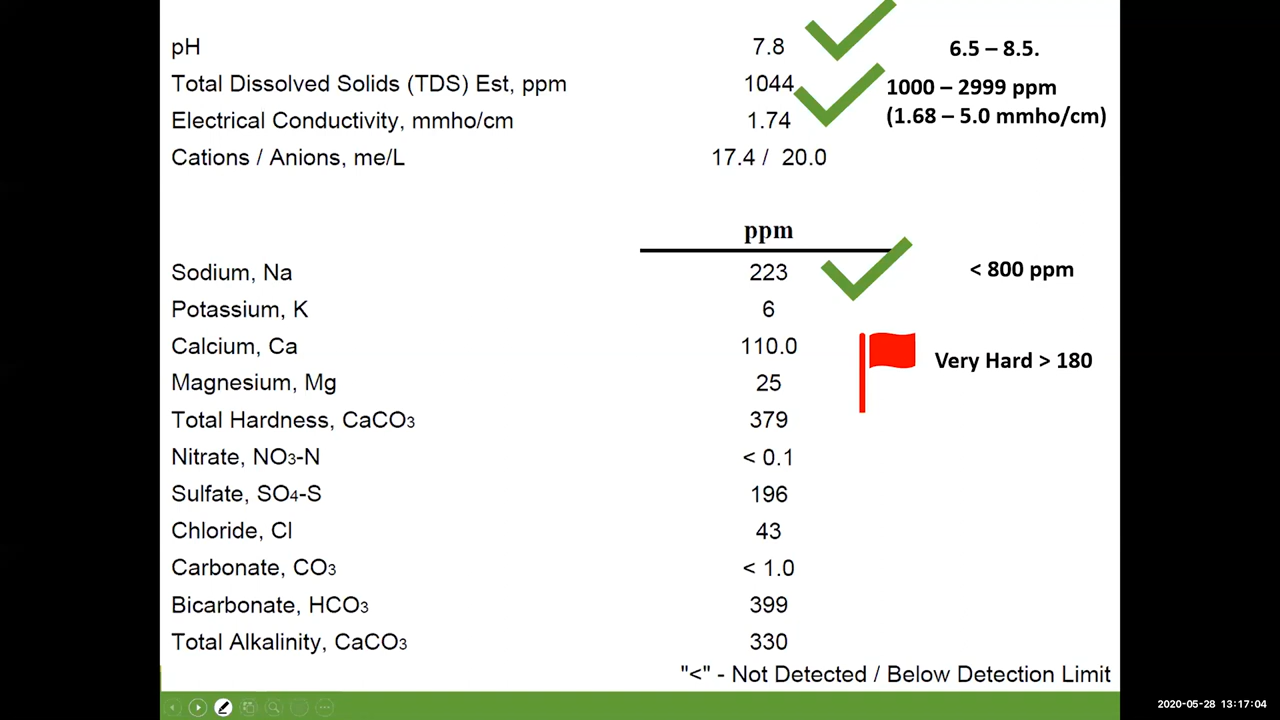 pH 7.8 6.5 – 8.5.
Total Dissolved Solids (TDS) Est, ppm 1044 1000 – 2999 ppm
Electrical Conductivity, mmho/cm 1.74 (1.68 – 5.0 mmho/cm)
Cations / Anions, me/L 17.4 / 20.0
ppm
Sodium, Na 223 < 800 ppm
Potassium, K 6
Calcium, Ca 110.0 Very Hard > 180
Magnesium, Mg 25
Total Hardness, CaCO3 379
Nitrate, NO3-N < 0.1
Sulfate, SO4-S 196
Chloride, Cl 43
Carbonate, CO3 < 1.0
Bicarbonate, HCO3 399
Total Alkalinity, CaCO3 330
"<" - Not Detected / Below Detection Limit
2020-05-28 13:17:04